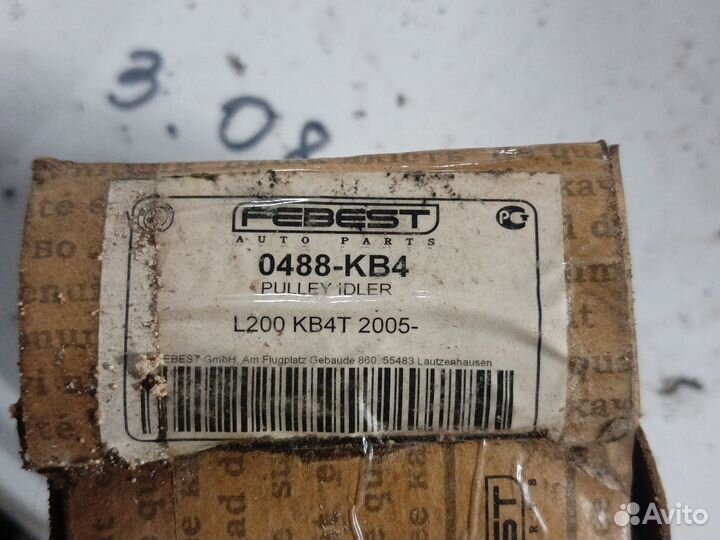 3.08
FEBEST
AUTO PARTS
0488-KB4
PULLEY IDLER
L200 KB4T 2005-
EBEST GmbH, Am Flugplatz Gebaude 860, 55483 Lautzenhausen
FEBEST
Avito